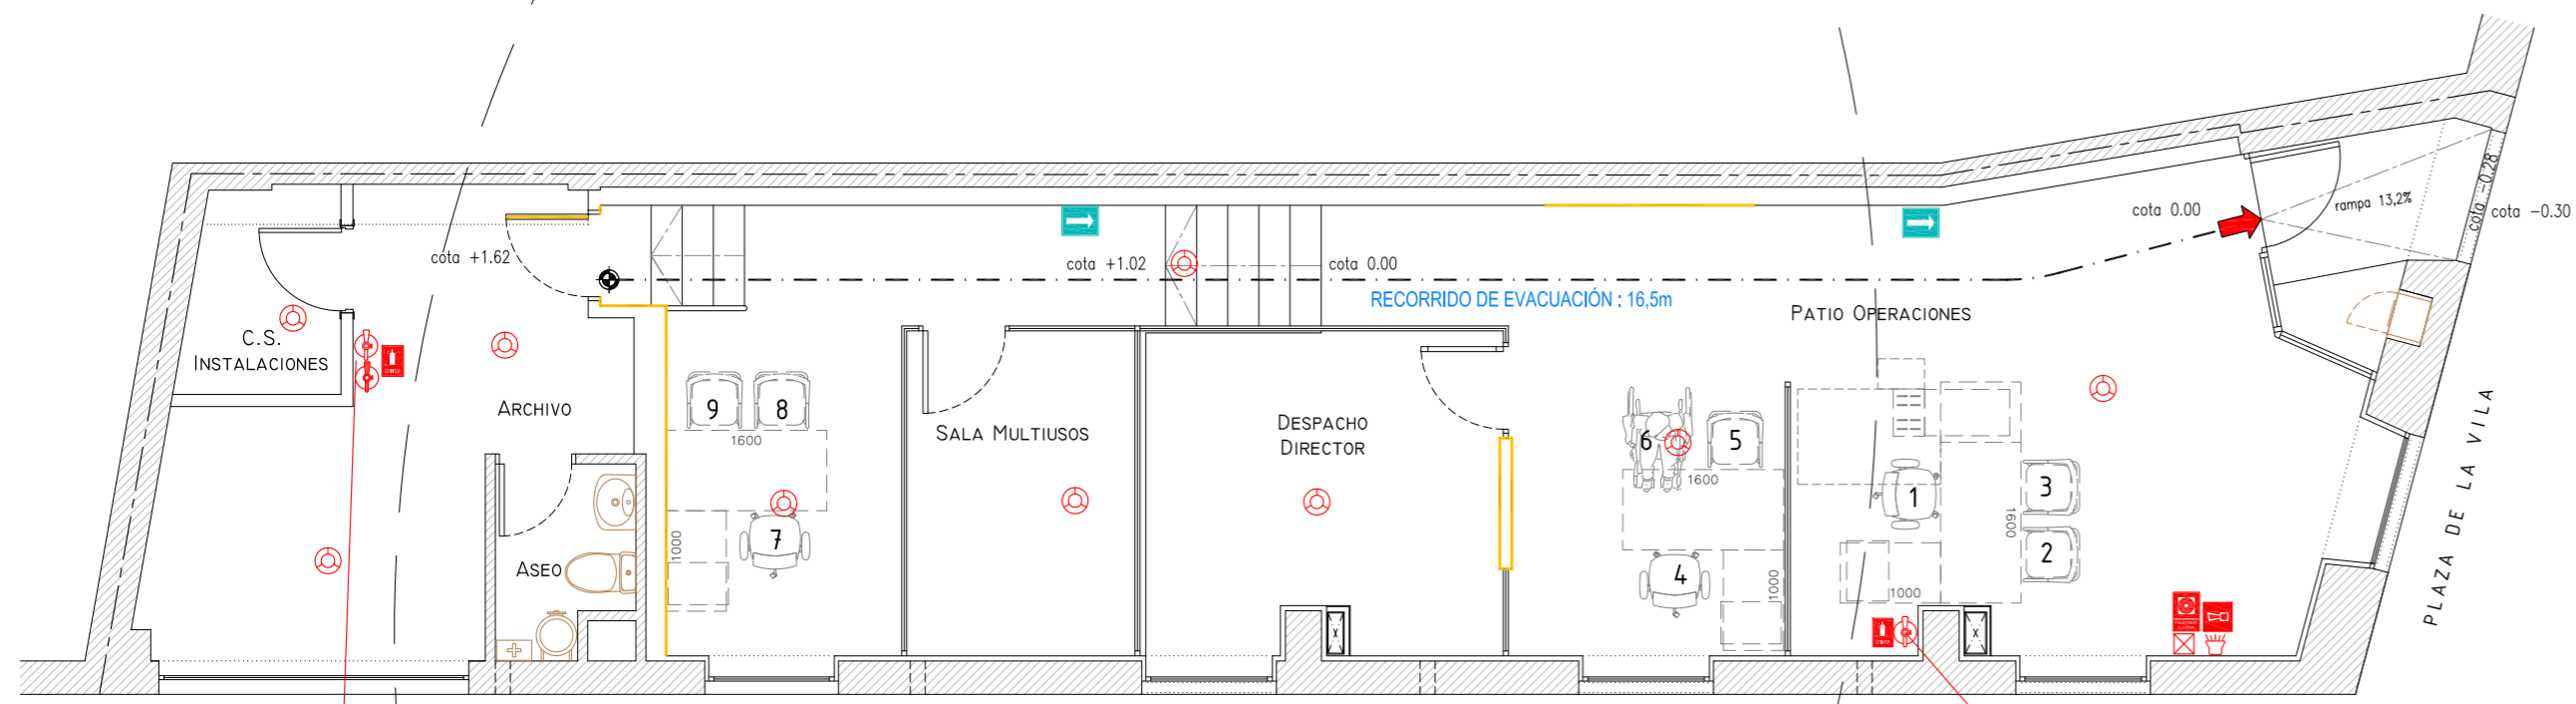 cota -0.28
cota -0.30
rampa 13,2%
cota 0.00
cota +1.62
cota +1.02
cota 0.00
RECORRIDO DE EVACUACIÓN : 16,5m
PATIO OPERACIONES
C.S.
INSTALACIONES
ARCHIVO
SALA MULTIUSOS
DESPACHO
DIRECTOR
ASEO
9
8
1600
7
1000
6
5
1600
4
1000
1
3
2
1600
1000
PLAZA DE LA VILA